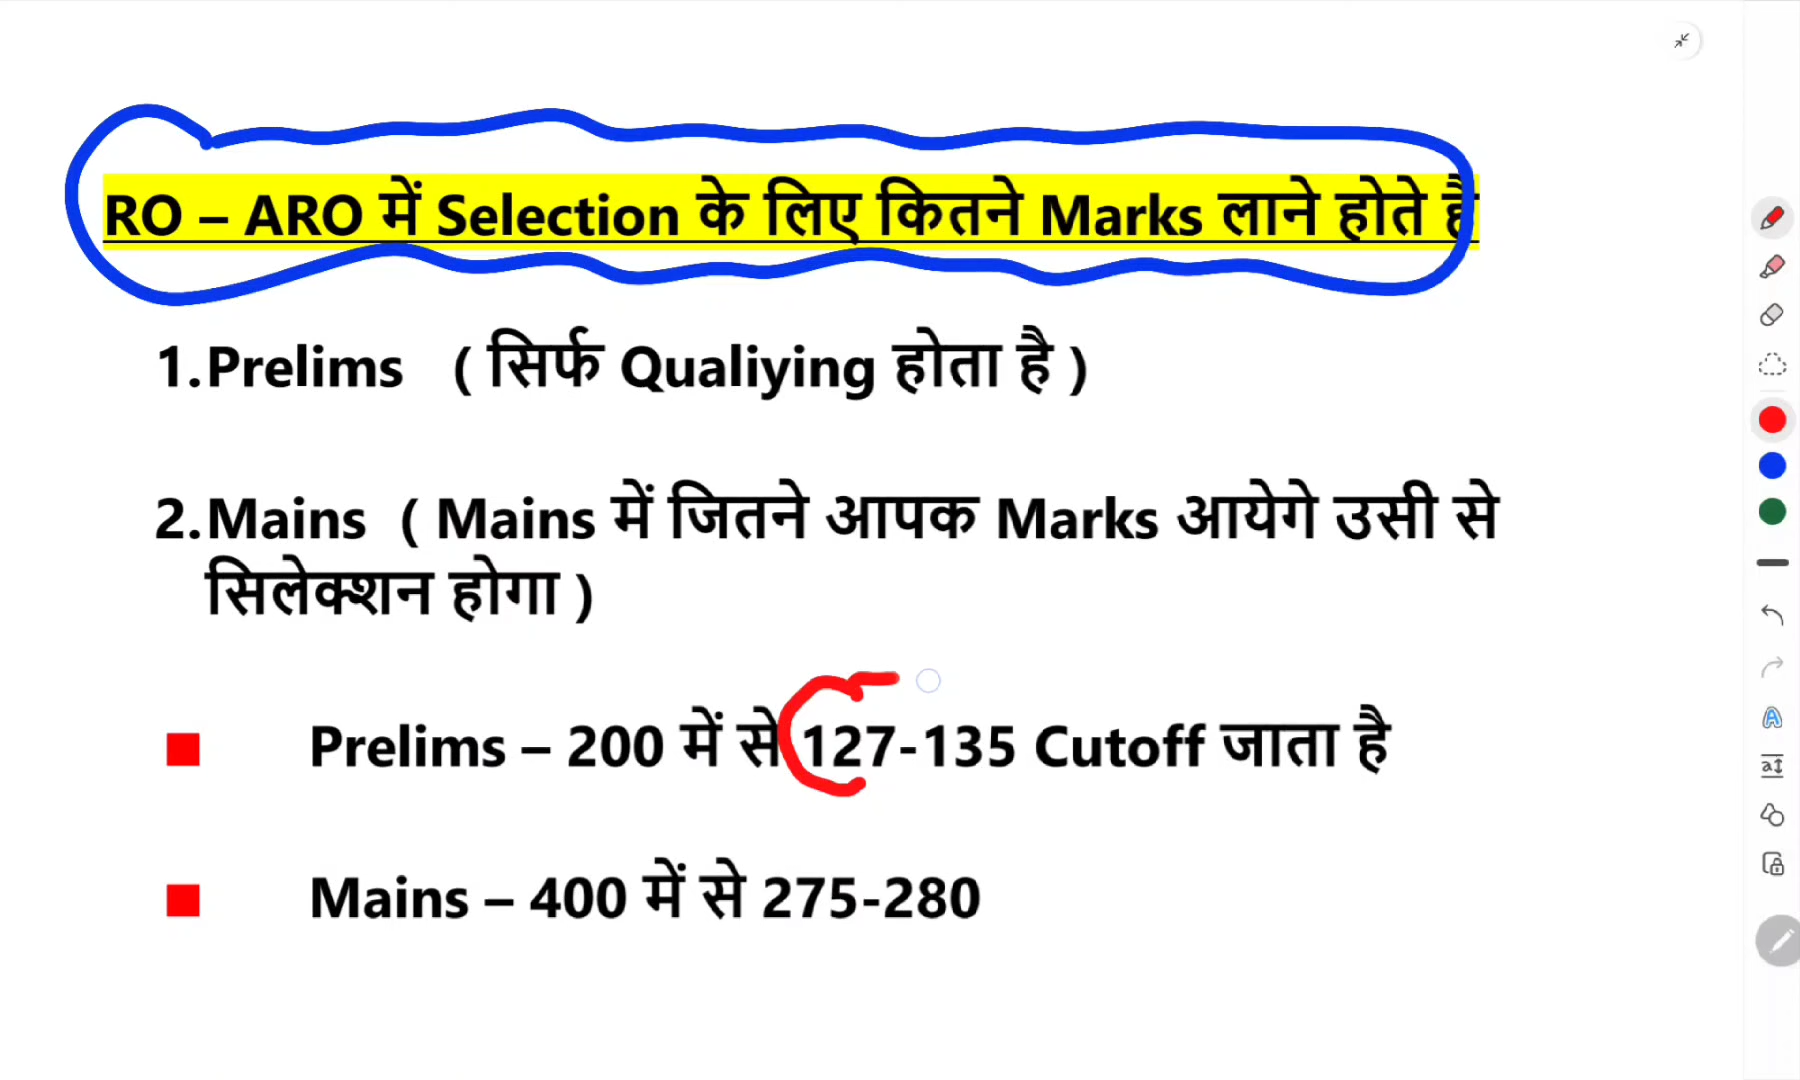 RO – ARO में Selection के लिए कितने Marks लाने होते है
1. Prelims ( सिर्फ Qualiying होता है )
2. Mains ( Mains में जितने आपक Marks आयेगे उसी से
सिलेक्शन होगा )
Prelims – 200 में से 127-135 Cutoff जाता है
Mains – 400 में से 275-280